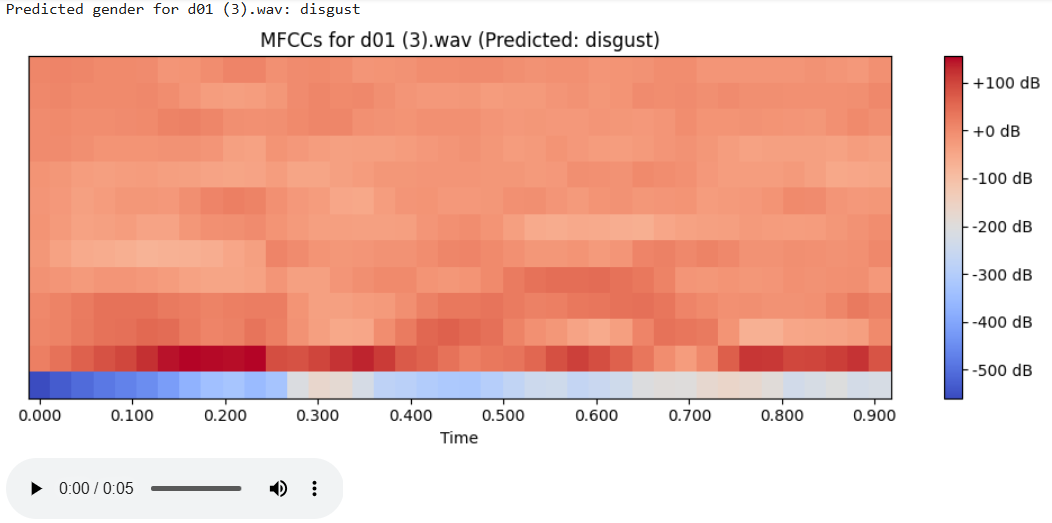 Predicted gender for d01 (3).wav: disgust
MFCCs for d01 (3).wav (Predicted: disgust)
+100 dB
+0 dB
-100 dB
-200 dB
-300 dB
-400 dB
-500 dB
0.000 0.100 0.200 0.300 0.400 0.500 0.600 0.700 0.800 0.900
Time
0:00 / 0:05